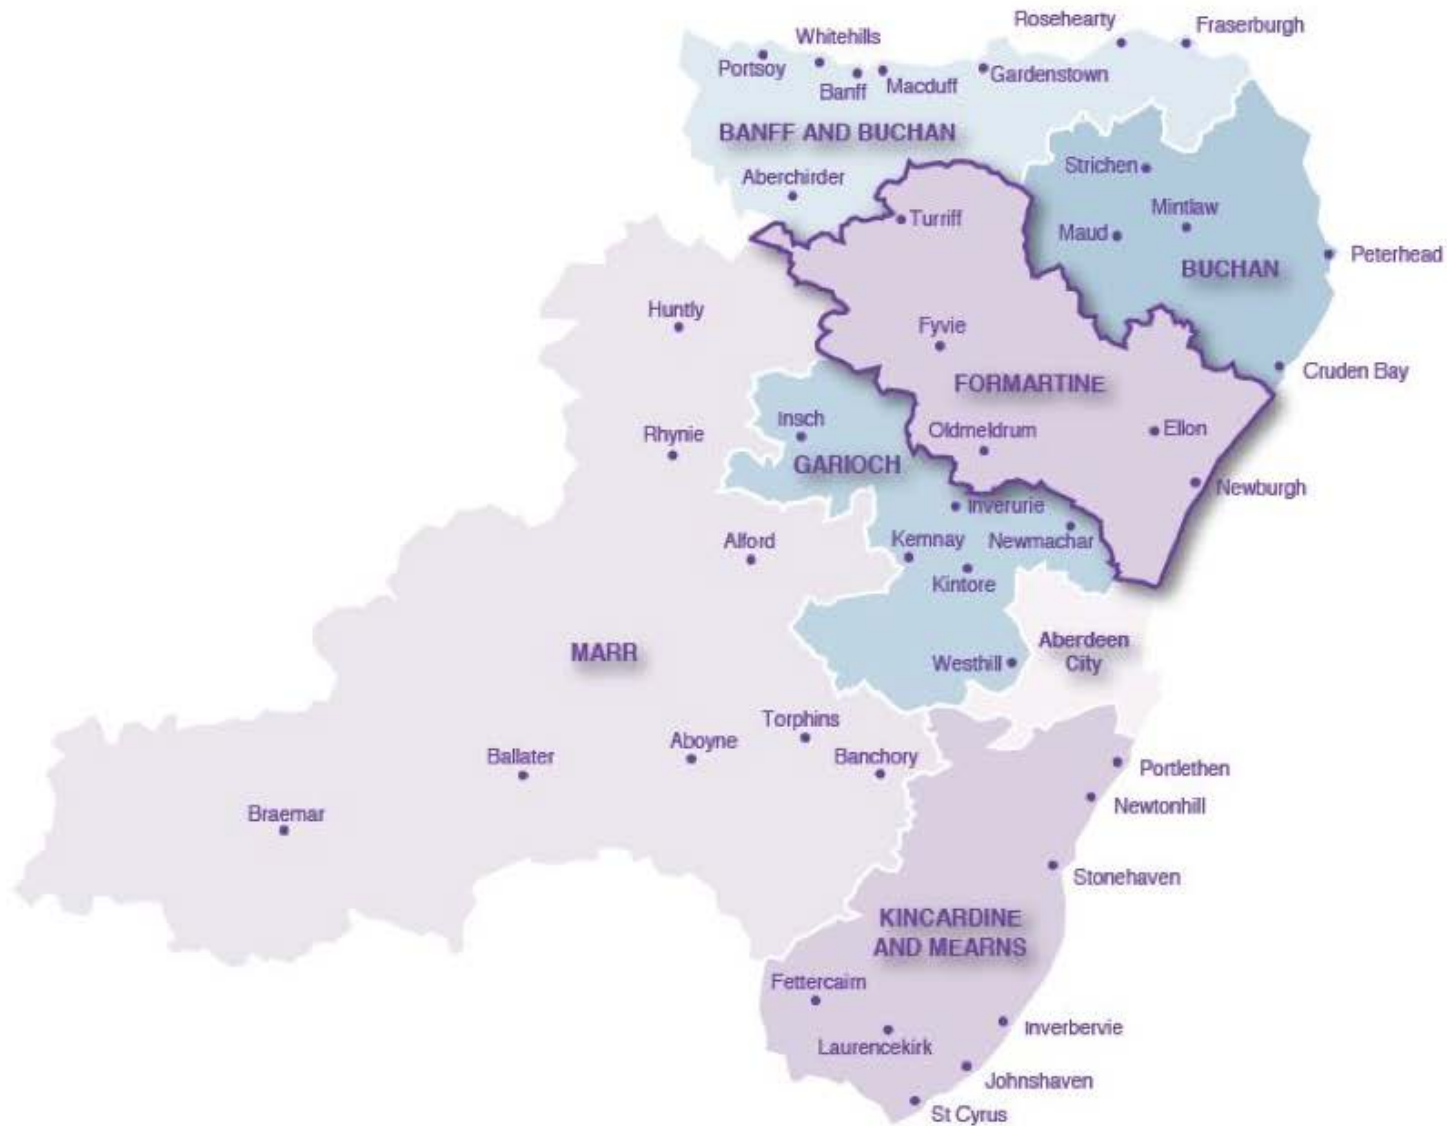 Rosehearty
Fraserburgh
Whitehills
Portsoy
Banff
Macduff
Gardenstown
BANFF AND BUCHAN
Strichen
Aberchirder
Mintlaw
Turriff
Maud
Peterhead
BUCHAN
Huntly
Fyvie
Cruden Bay
FORMARTINE
Insch
Rhynie
Oldmeldrum
Ellon
GARIOCH
Newburgh
Inverurie
Alford
Kemnay
Newmachar
Kintore
Aberdeen
City
MARR
Westhill
Torphins
Aboyne
Ballater
Banchory
Portlethen
Newtonhill
Braemar
Stonehaven
KINCARDINE
AND MEARNS
Fettercairn
Inverbervie
Laurencekirk
Johnshaven
St Cyrus